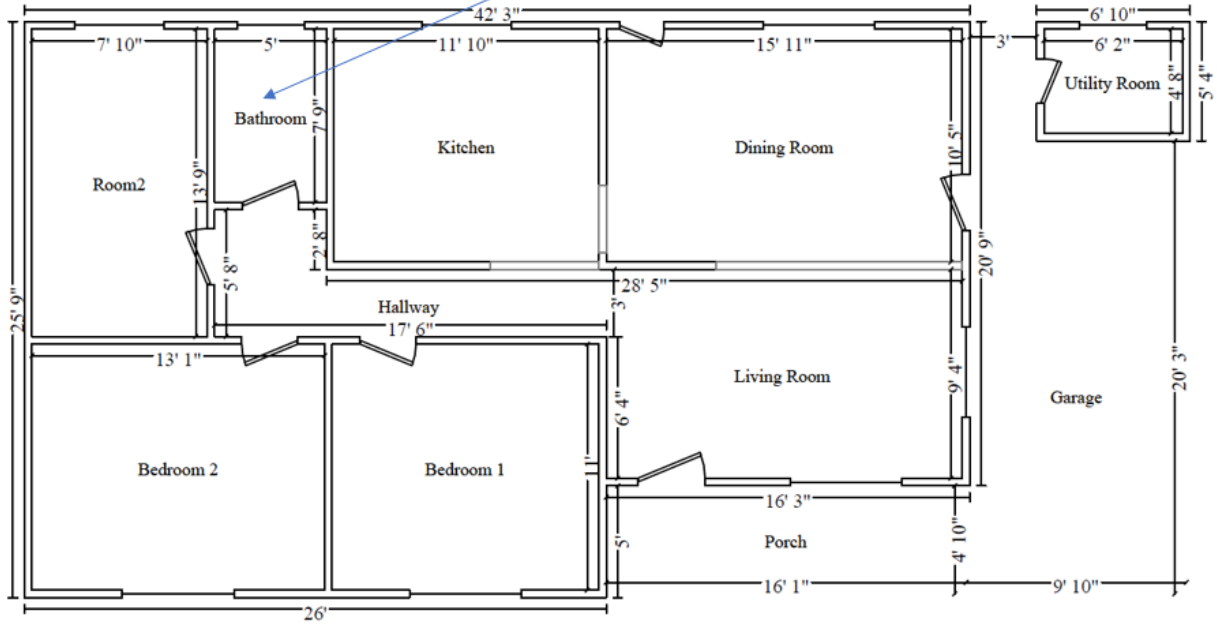 42' 3"
6' 10"
7' 10"
5'
11' 10"
15' 11"
3'
6' 2"
Utility Room
4' 8"
5' 4"
Bathroom
7' 9"
Kitchen
Dining Room
10' 5"
Room2
13' 9"
2' 8"
5' 8"
20' 9"
28' 5"
25' 9"
Hallway
3'
17' 6"
13' 1"
Living Room
9' 4"
20' 3"
Garage
6' 4"
Bedroom 2
Bedroom 1
11'
16' 3"
Porch
5'
4' 10"
16' 1"
9' 10"
26'